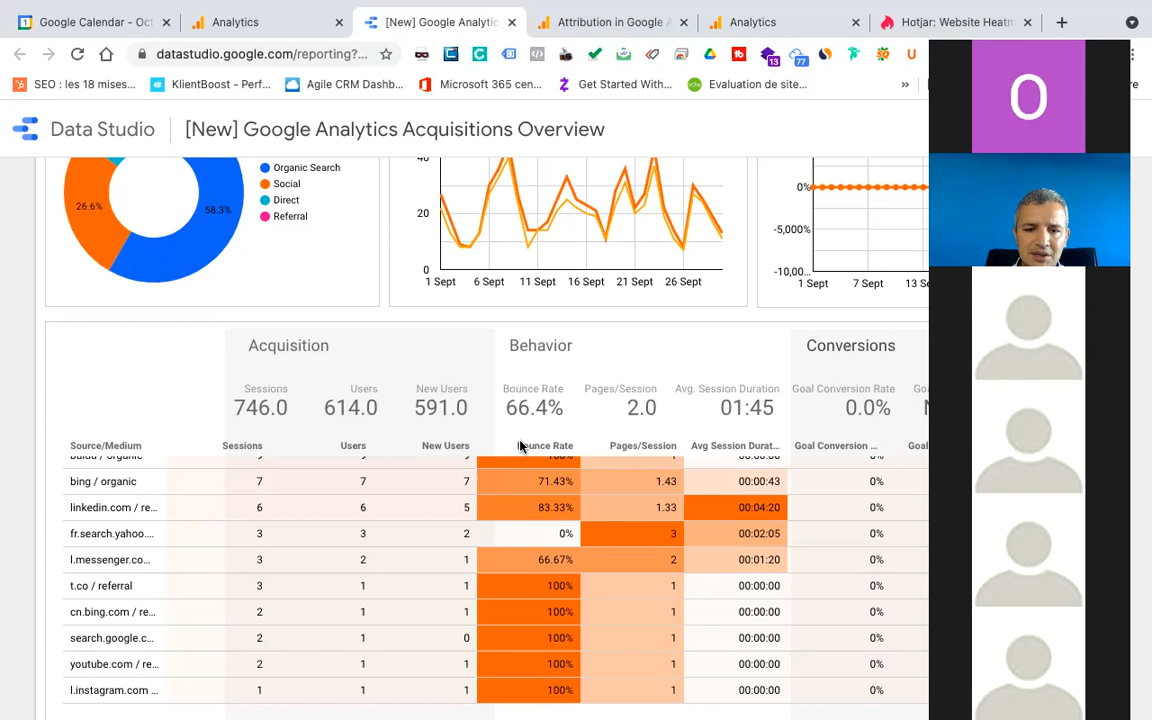 Google Calendar - Oct
Analytics
[New] Google Analytic
Attribution in Google A
Analytics
Hotjar: Website Heatm
datastudio.google.com/reporting?...
13
77
SEO : les 18 mises...
KlientBoost - Perf...
Agile CRM Dashb...
Microsoft 365 cen...
Get Started With...
Evaluation de site...
»
re
Data Studio
[New] Google Analytics Acquisitions Overview
O
26.6%
58.3%
Organic Search
Social
Direct
Referral
40
20
0
1 Sept 6 Sept 11 Sept 16 Sept 21 Sept 26 Sept
0%
-5,000%
-10,00...
1 Sept 7 Sept 13 S
Acquisition Behavior Conversions
Sessions Users New Users Bounce Rate Pages/Session Avg. Session Duration Goal Conversion Rate
746.0 614.0 591.0 66.4% 2.0 01:45 0.0%
Source/Medium Sessions Users New Users Bounce Rate Pages/Session Avg Session Durat... Goal Conversion ... Goal
bing / organic 7 7 7 71.43% 1.43 00:00:43 0%
linkedin.com / re... 6 6 5 83.33% 1.33 00:04:20 0%
fr.search.yahoo.... 3 3 2 0% 3 00:02:05 0%
l.messenger.co... 3 2 1 66.67% 2 00:01:20 0%
t.co / referral 3 1 1 100% 1 00:00:00 0%
cn.bing.com / re... 2 1 1 100% 1 00:00:00 0%
search.google.c... 2 1 0 100% 1 00:00:00 0%
youtube.com / re... 2 1 1 100% 1 00:00:00 0%
l.instagram.com ... 1 1 1 100% 1 00:00:00 0%